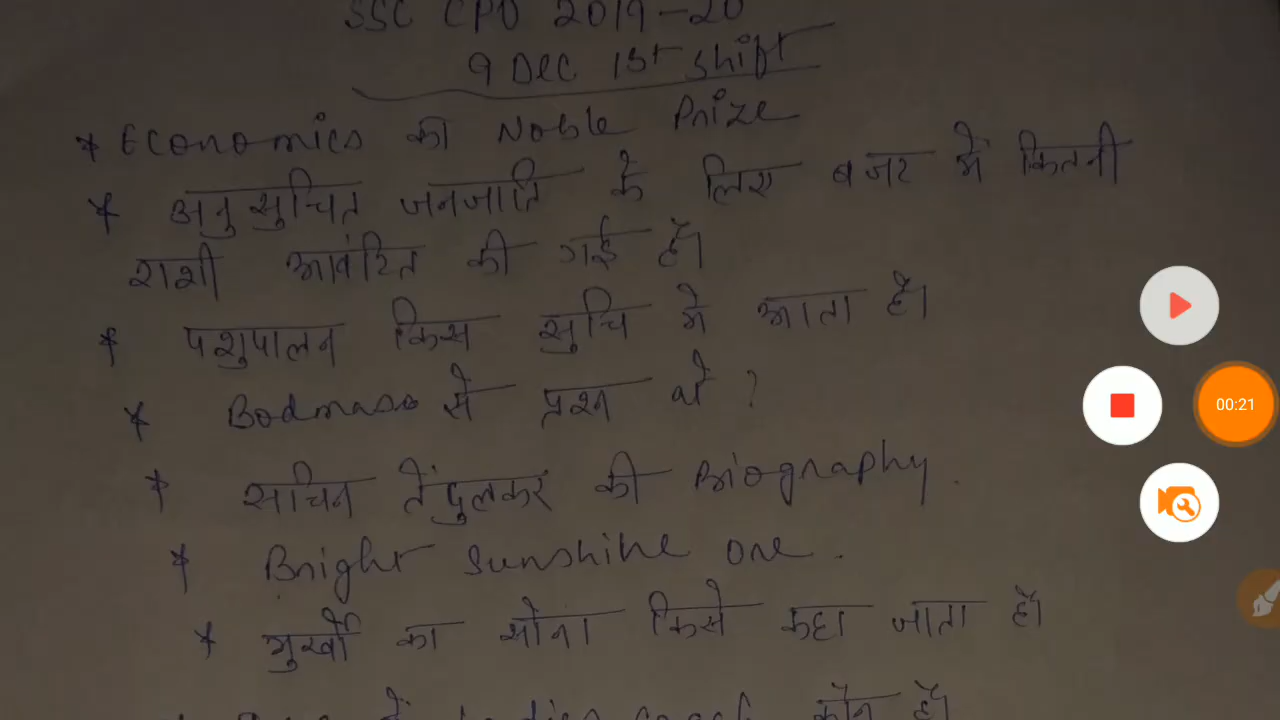 SSC CPO 2019-20
9 Dec 1st Shift
* Economics का Noble Prize
* अनुसुचित जनजाति के लिए बजट में कितनी
राशी आवंटित की गई है।
* पशुपालन किस सुचि में आता है।
* Bodmass से प्रश्न थे ?
* सचिन तेंदुलकर की Biography.
* Bright Sunshine one.
* मुर्खों का सोना किसे कहा जाता है।
कौन है।
00:21